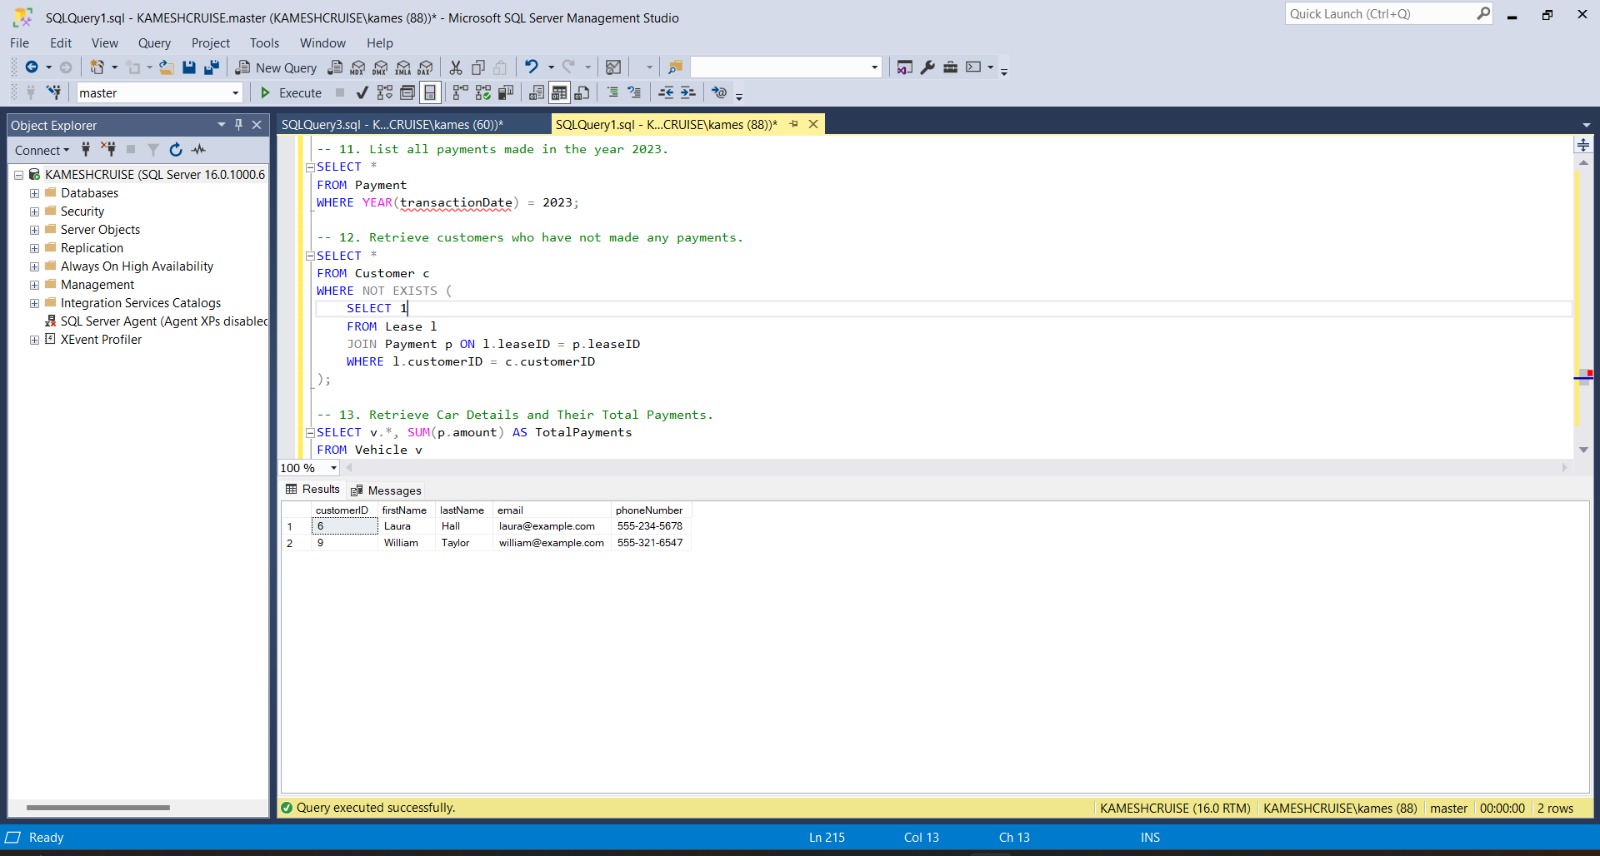 SQLQuery1.sql - KAMESHCRUISE.master (KAMESHCRUISE\kames (88))* - Microsoft SQL Server Management Studio
Quick Launch (Ctrl+Q)
File Edit View Query Project Tools Window Help
New Query MDX DMX XMLA DAX
master Execute
Object Explorer
Connect
KAMESHCRUISE (SQL Server 16.0.1000.6
Databases
Security
Server Objects
Replication
Always On High Availability
Management
Integration Services Catalogs
SQL Server Agent (Agent XPs disabled
XEvent Profiler
SQLQuery3.sql - K...CRUISE\kames (60))* SQLQuery1.sql - K...CRUISE\kames (88))*
-- 11. List all payments made in the year 2023.
SELECT *
FROM Payment
WHERE YEAR(transactionDate) = 2023;
-- 12. Retrieve customers who have not made any payments.
SELECT *
FROM Customer c
WHERE NOT EXISTS (
SELECT 1
FROM Lease l
JOIN Payment p ON l.leaseID = p.leaseID
WHERE l.customerID = c.customerID
);
-- 13. Retrieve Car Details and Their Total Payments.
SELECT v.*, SUM(p.amount) AS TotalPayments
FROM Vehicle v
100 %
Results Messages
customerID firstName lastName email phoneNumber
1 6 Laura Hall laura@example.com 555-234-5678
2 9 William Taylor william@example.com 555-321-6547
Query executed successfully. KAMESHCRUISE (16.0 RTM) KAMESHCRUISE\kames (88) master 00:00:00 2 rows
Ready Ln 215 Col 13 Ch 13 INS